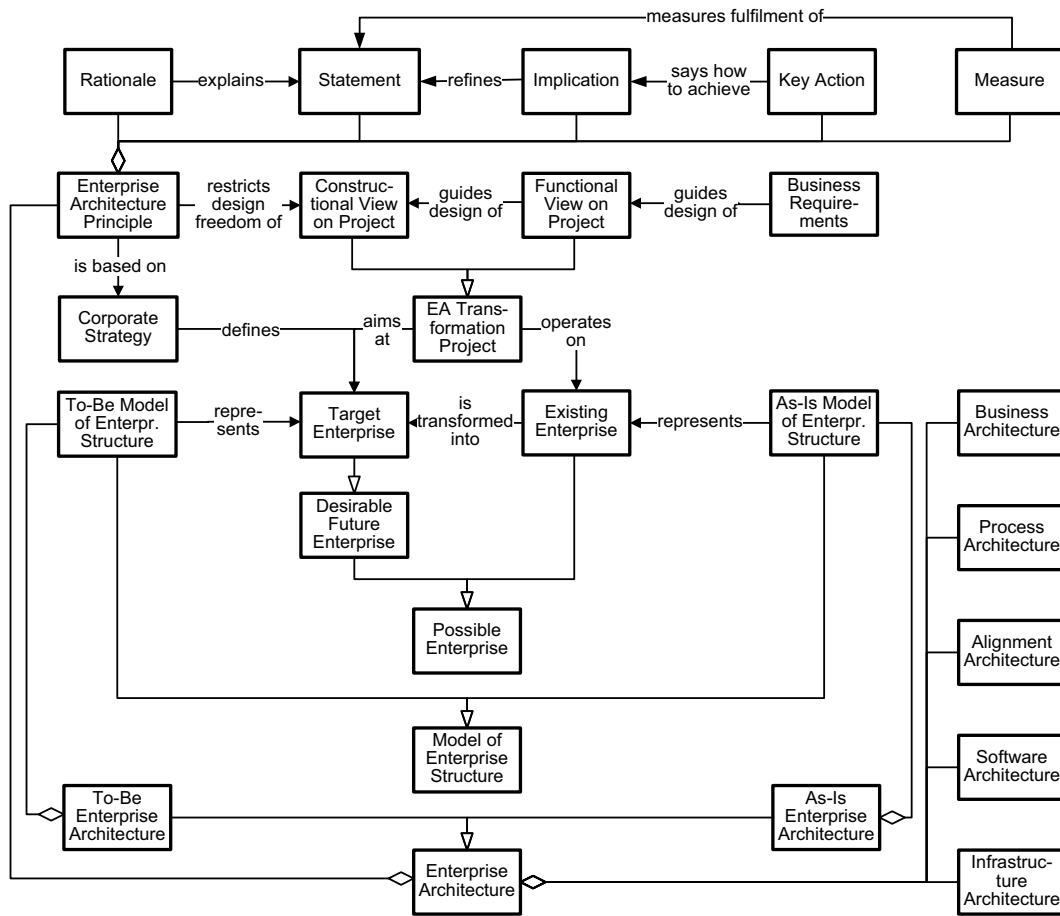 measures fulfilment of
Rationale
explains
Statement
refines
Implication
says how
to achieve
Key Action
Measure
Enterprise
Architecture
Principle
restricts
design
freedom of
Construc-
tional View
on Project
guides
design of
Functional
View on
Project
guides
design of
Business
Require-
ments
is based on
Corporate
Strategy
defines
aims
at
EA Trans-
formation
Project
operates
on
To-Be Model
of Enterpr.
Structure
repre-
sents
Target
Enterprise
is
transformed
into
Existing
Enterprise
represents
As-Is Model
of Enterpr.
Structure
Business
Architecture
Desirable
Future
Enterprise
Process
Architecture
Possible
Enterprise
Alignment
Architecture
Model of
Enterprise
Structure
Software
Architecture
To-Be
Enterprise
Architecture
As-Is
Enterprise
Architecture
Enterprise
Architecture
Infrastruc-
ture
Architecture